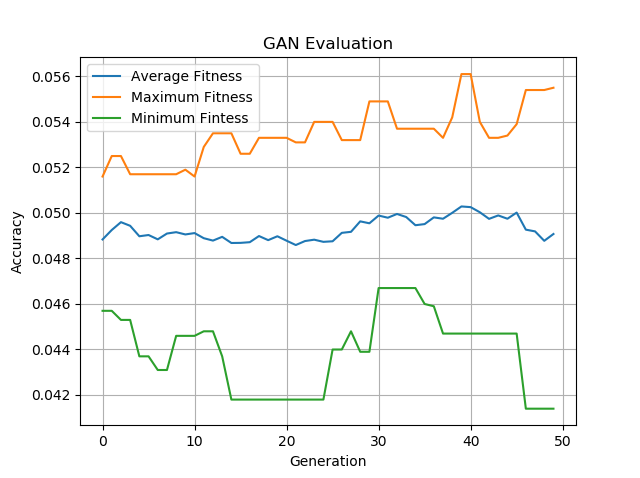 GAN Evaluation
Average Fitness
Maximum Fitness
Minimum Fintess
0.056
0.054
0.052
0.050
0.048
0.046
0.044
0.042
Accuracy
0 10 20 30 40 50
Generation